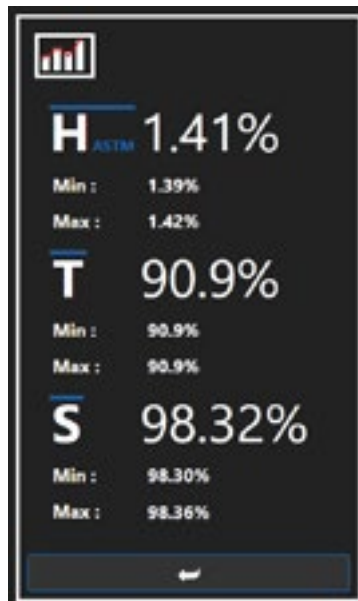 H ASTM 1.41%
Min : 1.39%
Max : 1.42%
T 90.9%
Min : 90.9%
Max : 90.9%
S 98.32%
Min : 98.30%
Max : 98.36%